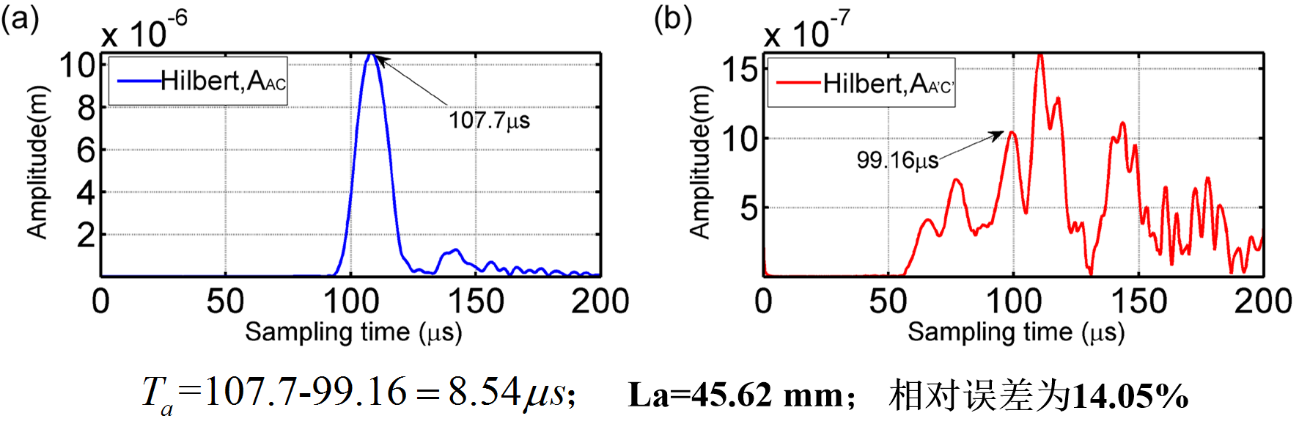 (a)
x 10⁻⁶
Amplitude(m)
10
8
6
4
2
Hilbert,A_AC
107.7μs
0 50 100 150 200
Sampling time (μs)
(b)
x 10⁻⁷
Amplitude(m)
15
10
5
Hilbert,A_A'C'
99.16μs
0 50 100 150 200
Sampling time (μs)
T_a=107.7-99.16=8.54μs; La=45.62 mm; 相对误差为14.05%